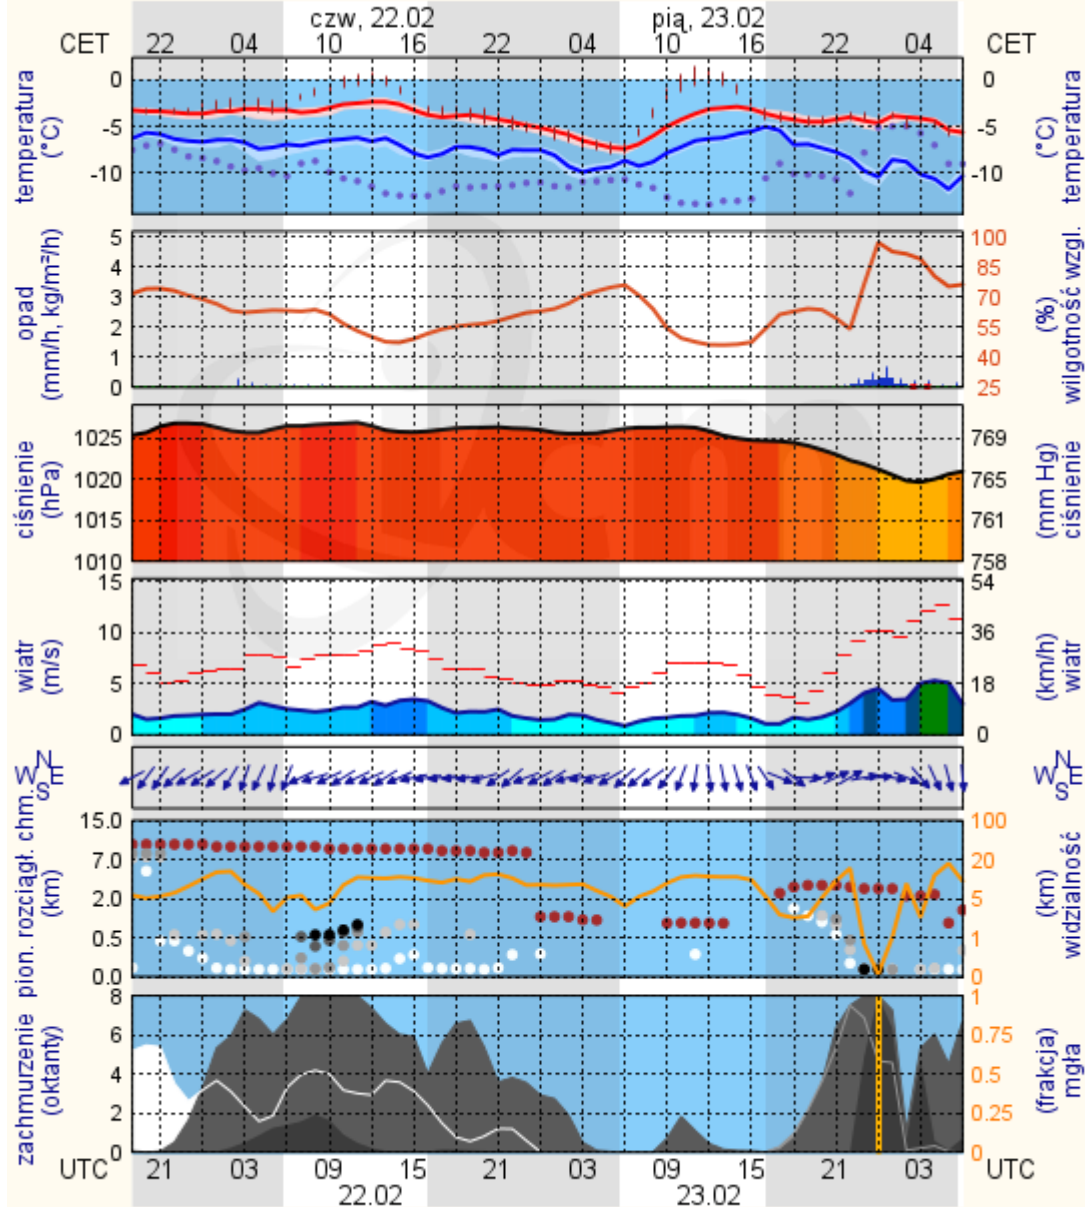 czw, 22.02 pią, 23.02
CET 22 04 10 16 22 04 10 16 22 04 CET
temperatura
(°C)
0
-5
-10
0
-5
-10
(°C)
temperatura
opad
(mm/h, kg/m²/h)
5
4
3
2
1
0
100
85
70
55
40
25
(%)
wilgotność wzgl.
ciśnienie
(hPa)
1025
1020
1015
1010
769
765
761
758
(mm Hg)
ciśnienie
wiatr
(m/s)
15
10
5
0
54
36
18
0
(km/h)
wiatr
N
W E
S
N
W E
S
pion. rozciągł. chm.
(km)
15.0
7.0
2.0
0.5
0.0
100
20
5
1
0
(km)
widzialność
zachmurzenie
(oktanty)
8
6
4
2
0
1
0.75
0.5
0.25
0
(frakcja)
mgła
UTC 21 03 09 15 21 03 09 15 21 03 UTC
22.02 23.02